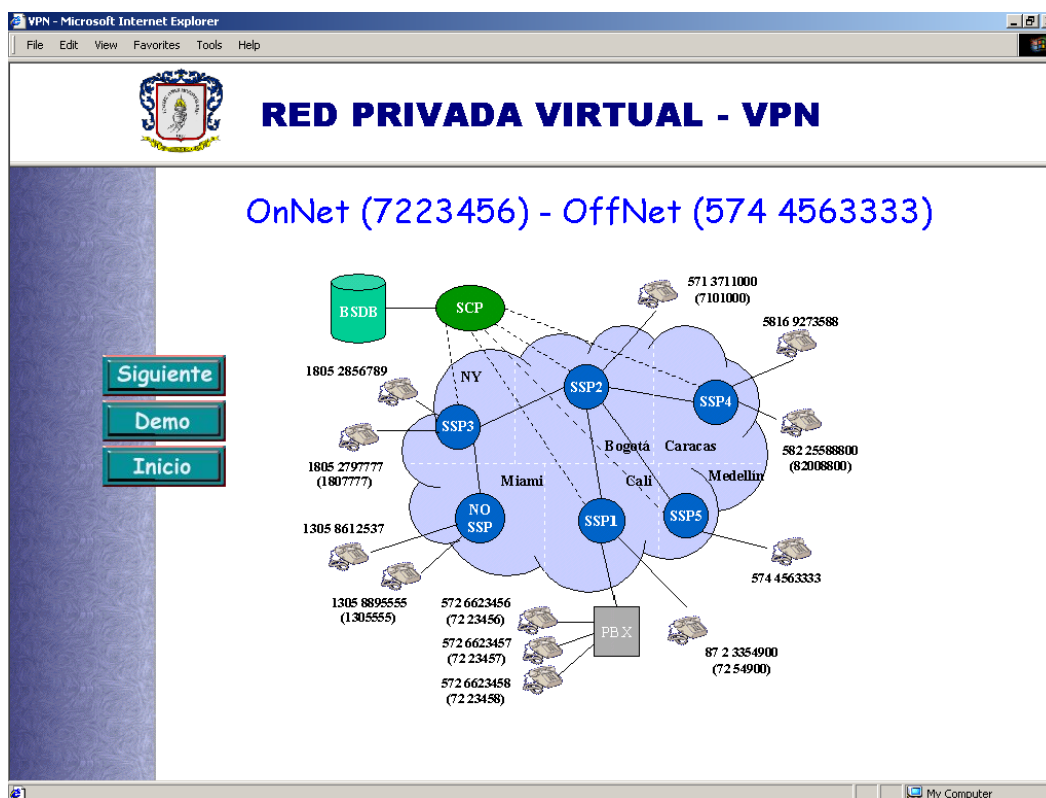 VPN - Microsoft Internet Explorer
File Edit View Favorites Tools Help
RED PRIVADA VIRTUAL - VPN
OnNet (7223456) - OffNet (574 4563333)
Siguiente
Demo
Inicio
BSDB
SCP
571 3711000
(7101000)
5816 9273588
1805 2856789
NY
SSP2
SSP4
SSP3
Bogotá
Caracas
582 25588800
(82008800)
1805 2797777
(1807777)
Miami
Cali
Medellín
NO
SSP
SSP1
SSP5
1305 8612537
574 4563333
1305 8895555
(1305555)
572 6623456
(72 23456)
PBX
572 6623457
(72 23457)
87 2 3354900
(72 54900)
572 6623458
(72 23458)
My Computer